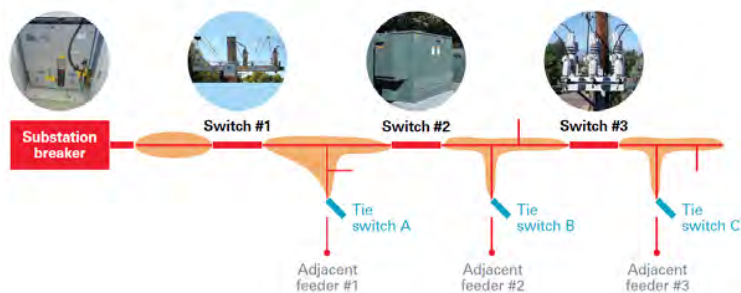 Switch #1
Switch #2
Switch #3
Substation
breaker
Tie
switch A
Tie
switch B
Tie
switch C
Adjacent
feeder #1
Adjacent
feeder #2
Adjacent
feeder #3